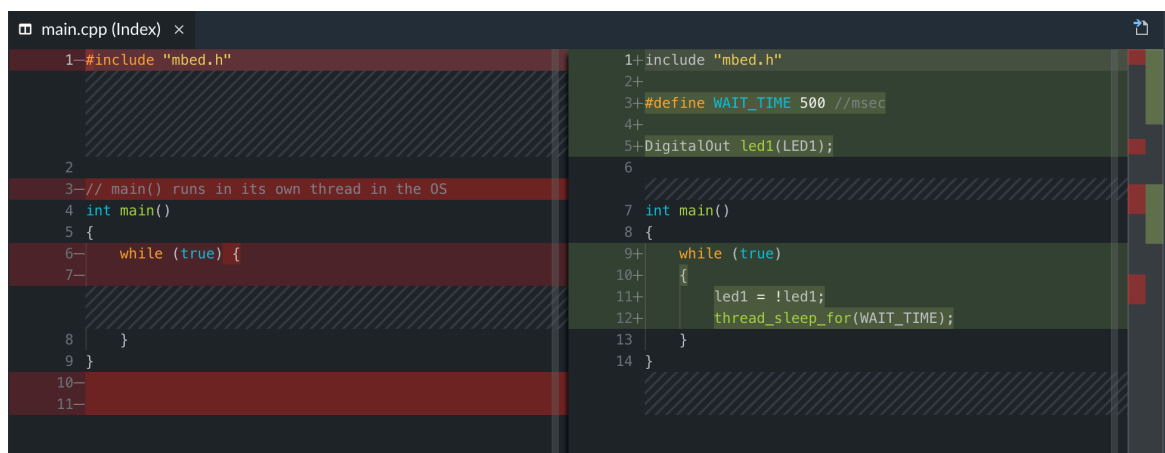 main.cpp (Index) ×
1—#include "mbed.h"
2
3—// main() runs in its own thread in the OS
4 int main()
5 {
6— while (true) {
7—
8 }
9 }
10—
11—
1+include "mbed.h"
2+
3+#define WAIT_TIME 500 //msec
4+
5+DigitalOut led1(LED1);
6
7 int main()
8 {
9+ while (true)
10+ {
11+ led1 = !led1;
12+ thread_sleep_for(WAIT_TIME);
13 }
14 }